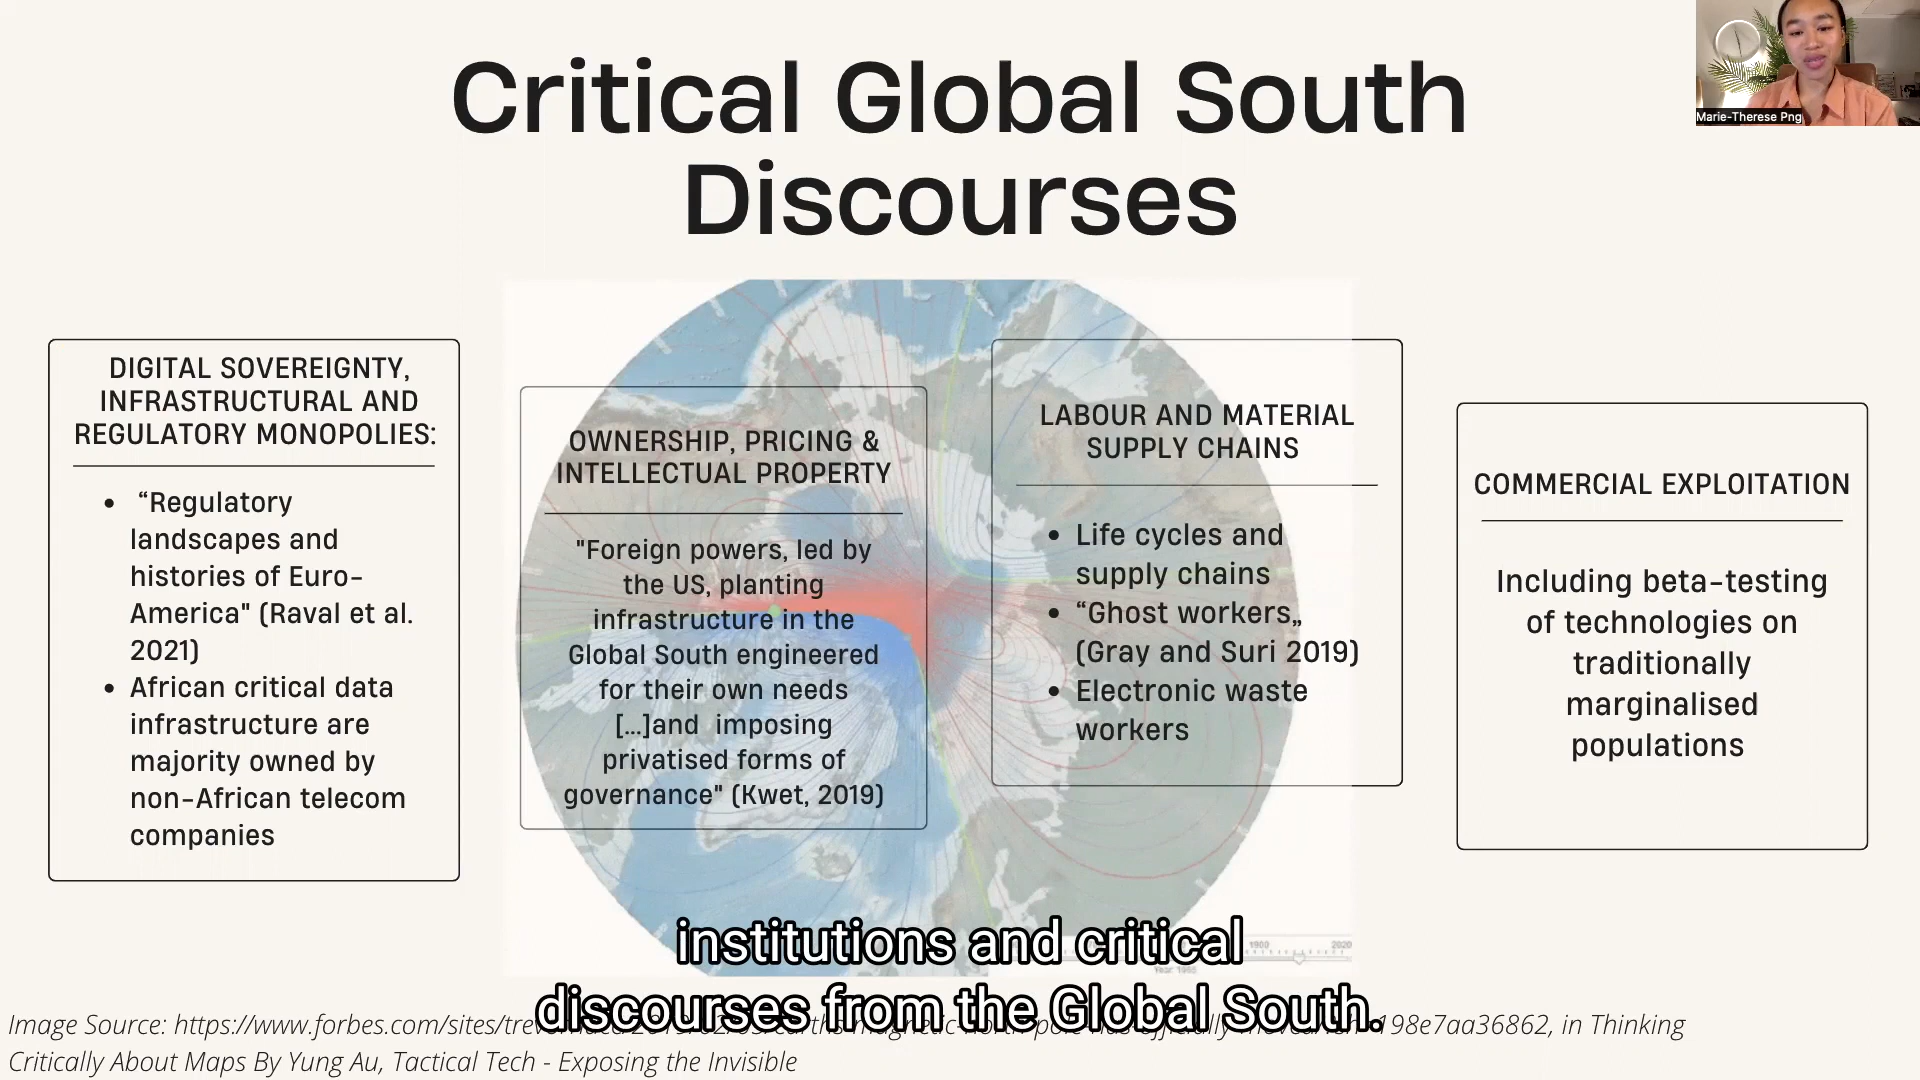 Critical Global South
Discourses
Marie-Therese Png
DIGITAL SOVEREIGNTY,
INFRASTRUCTURAL AND
REGULATORY MONOPOLIES:
• “Regulatory
landscapes and
histories of Euro-
America" (Raval et al.
2021)
• African critical data
infrastructure are
majority owned by
non-African telecom
companies
OWNERSHIP, PRICING &
INTELLECTUAL PROPERTY
"Foreign powers, led by
the US, planting
infrastructure in the
Global South engineered
for their own needs
[...]and imposing
privatised forms of
governance" (Kwet, 2019)
LABOUR AND MATERIAL
SUPPLY CHAINS
• Life cycles and
supply chains
• “Ghost workers„
(Gray and Suri 2019)
• Electronic waste
workers
COMMERCIAL EXPLOITATION
Including beta-testing
of technologies on
traditionally
marginalised
populations
1900 2020
institutions and critical
discourses from the Global South.
Image Source: 198e7aa36862, in Thinking
Critically About Maps By Yung Au, Tactical Tech - Exposing the Invisible